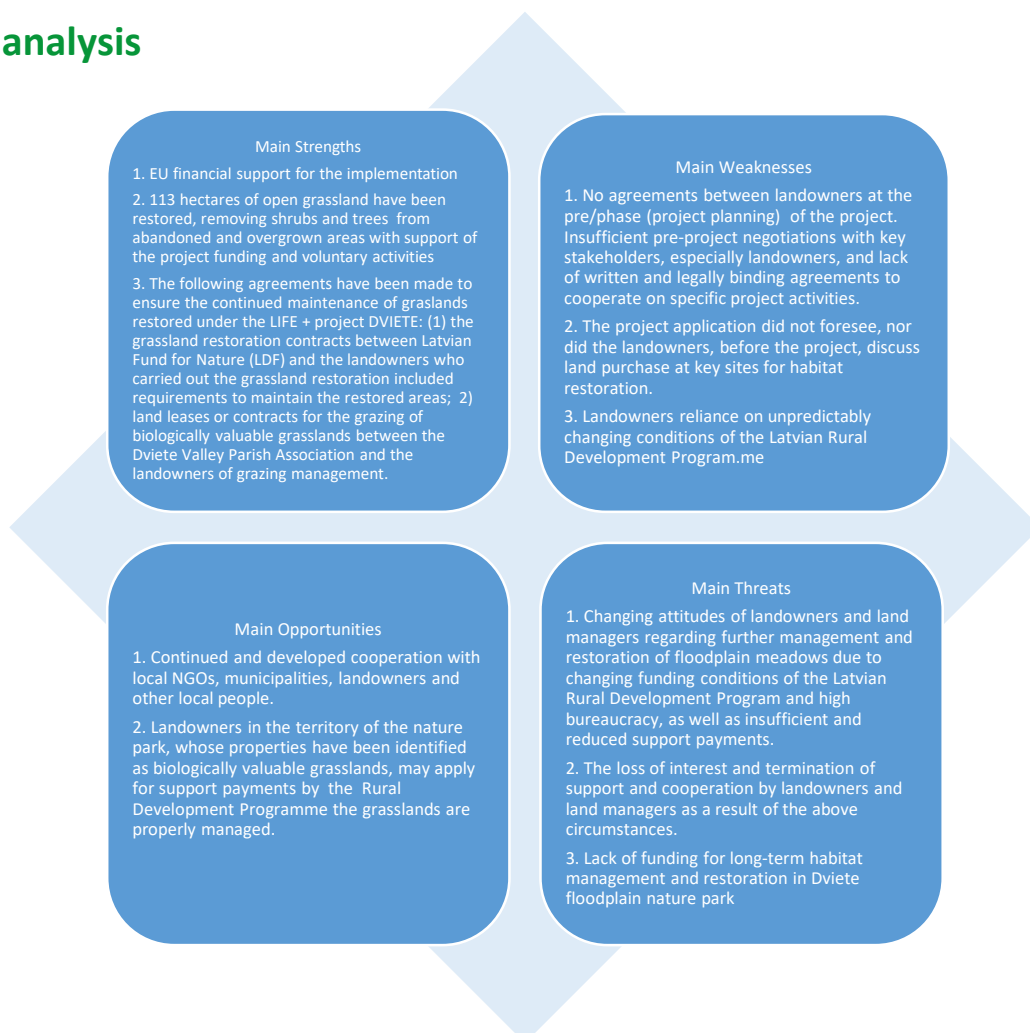 analysis
Main Strengths
1. EU financial support for the implementation
2. 113 hectares of open grassland have been
restored, removing shrubs and trees from
abandoned and overgrown areas with support of
the project funding and voluntary activities
3. The following agreements have been made to
ensure the continued maintenance of graslands
restored under the LIFE + project DVIETE: (1) the
grassland restoration contracts between Latvian
Fund for Nature (LDF) and the landowners who
carried out the grassland restoration included
requirements to maintain the restored areas; 2)
land leases or contracts for the grazing of
biologically valuable grasslands between the
Dviete Valley Parish Association and the
landowners of grazing management.
Main Weaknesses
1. No agreements between landowners at the
pre/phase (project planning) of the project.
Insufficient pre-project negotiations with key
stakeholders, especially landowners, and lack
of written and legally binding agreements to
cooperate on specific project activities.
2. The project application did not foresee, nor
did the landowners, before the project, discuss
land purchase at key sites for habitat
restoration.
3. Landowners reliance on unpredictably
changing conditions of the Latvian Rural
Development Program.me
Main Opportunities
1. Continued and developed cooperation with
local NGOs, municipalities, landowners and
other local people.
2. Landowners in the territory of the nature
park, whose properties have been identified
as biologically valuable grasslands, may apply
for support payments by the Rural
Development Programme the grasslands are
properly managed.
Main Threats
1. Changing attitudes of landowners and land
managers regarding further management and
restoration of floodplain meadows due to
changing funding conditions of the Latvian
Rural Development Program and high
bureaucracy, as well as insufficient and
reduced support payments.
2. The loss of interest and termination of
support and cooperation by landowners and
land managers as a result of the above
circumstances.
3. Lack of funding for long-term habitat
management and restoration in Dviete
floodplain nature park